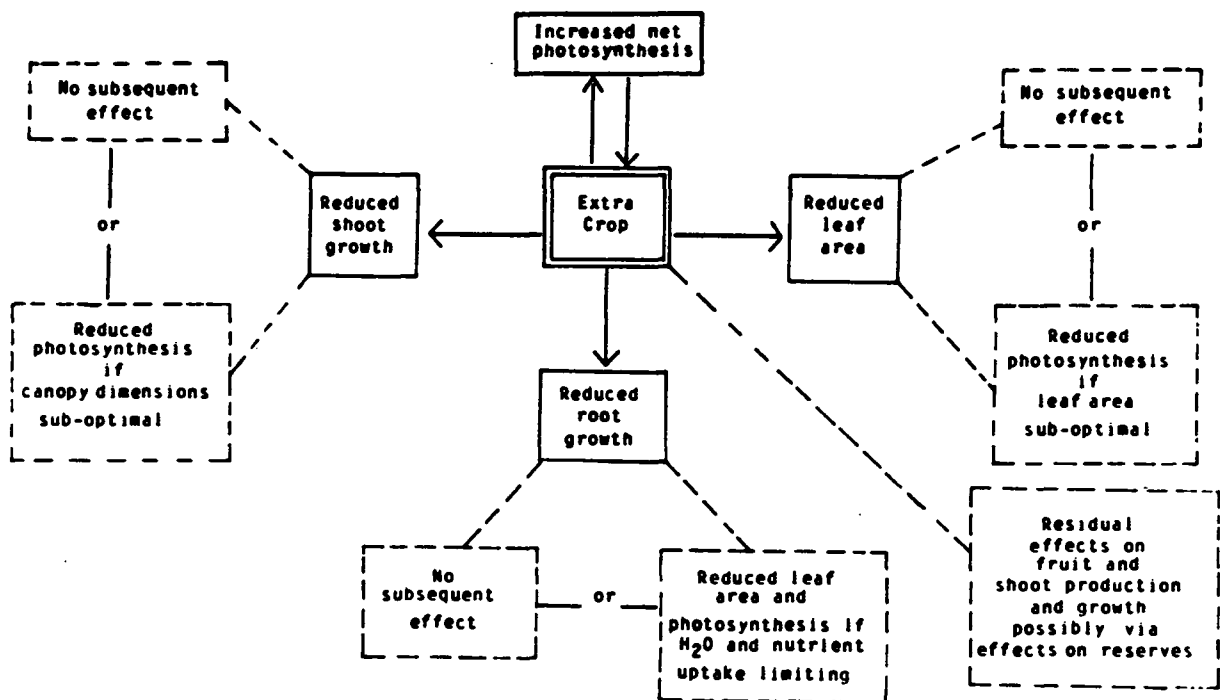 Increased net
photosynthesis
No subsequent
effect
or
Reduced
photosynthesis
if
canopy dimensions
sub-optimal
Reduced
shoot
growth
Extra
Crop
Reduced
leaf
area
No subsequent
effect
or
Reduced
photosynthesis
if
leaf area
sub-optimal
Reduced
root
growth
No
subsequent
effect
or
Reduced leaf
area and
photosynthesis if
H₂O and nutrient
uptake limiting
Residual
effects on
fruit and
shoot production
and growth
possibly via
effects on reserves